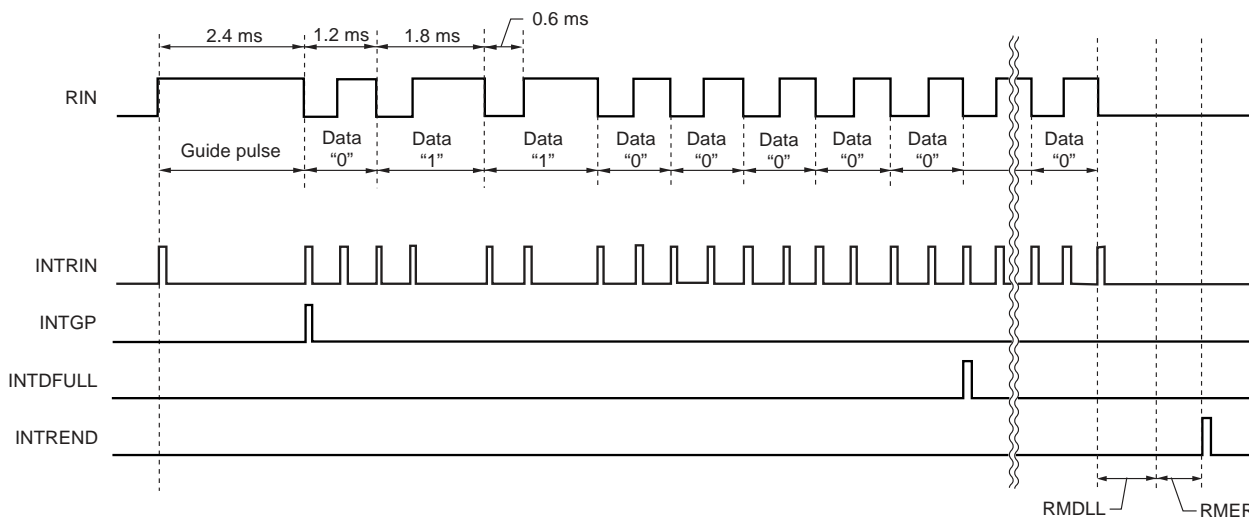 0.6 ms
2.4 ms 1.2 ms 1.8 ms
RIN
Guide pulse Data “0” Data “1” Data “1” Data “0” Data “0” Data “0” Data “0” Data “0” Data “0”
INTRIN
INTGP
INTDFULL
INTREND
RMDLL RMER